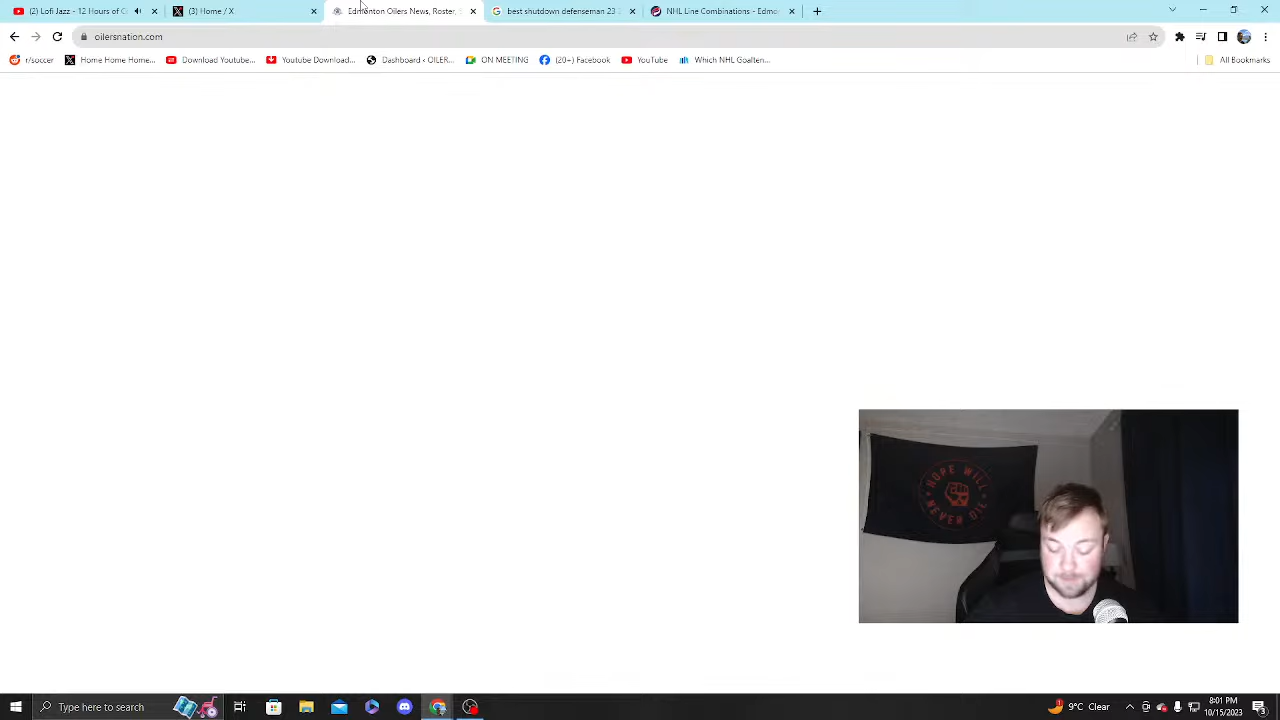 (2) Lofi Jazz - 12 Hours of Cl
(3) Home / X
Edmonton Oilers News, Roster, S
best shutdown defenseman 23 2
NHL Line Combinations - Edmo
oilersnation.com
r/soccer
Home Home Home...
Download Youtube...
Youtube Download...
Dashboard ‹ OILER...
ON MEETING
(20+) Facebook
YouTube
Which NHL Goalten...
All Bookmarks
HOPE WILL
NEVER DIE
Type here to search
9°C Clear
8:01 PM
10/15/2023